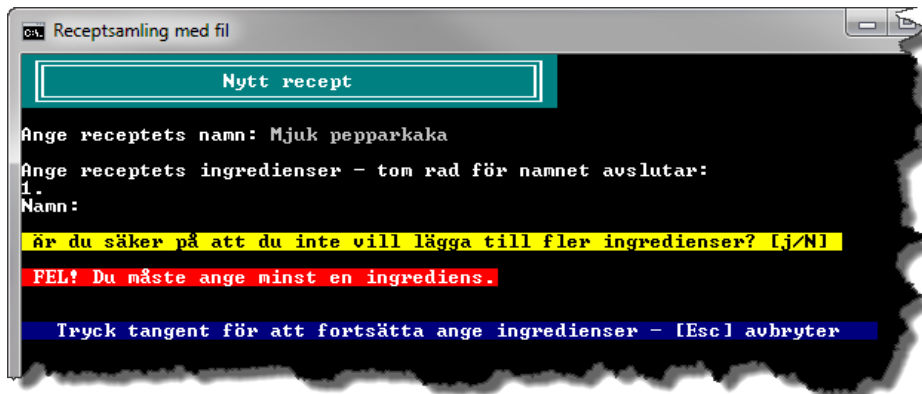 Receptsamling med fil
Nytt recept
Ange receptets namn: Mjuk pepparkaka
Ange receptets ingredienser – tom rad för namnet avslutar:
1.
Namn:
Är du säker på att du inte vill lägga till fler ingredienser? [j/N]
FEL! Du måste ange minst en ingrediens.
Tryck tangent för att fortsätta ange ingredienser – [Esc] avbryter